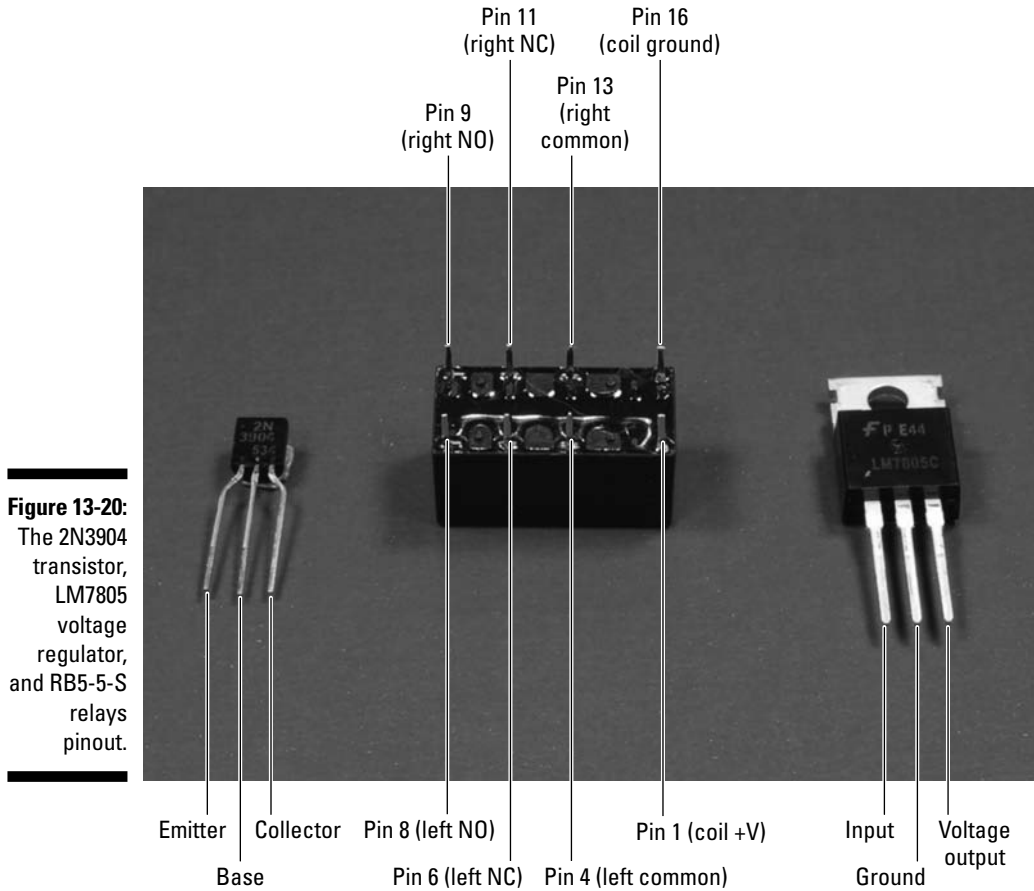 Pin 11
(right NC)
Pin 16
(coil ground)
Pin 9
(right NO)
Pin 13
(right
common)
2N
3904
534
P E44
LM7805C
Figure 13-20:
The 2N3904
transistor,
LM7805
voltage
regulator,
and RB5-5-S
relays
pinout.
Emitter
Collector
Pin 8 (left NO)
Pin 1 (coil +V)
Input
Voltage
output
Base
Pin 6 (left NC)
Pin 4 (left common)
Ground